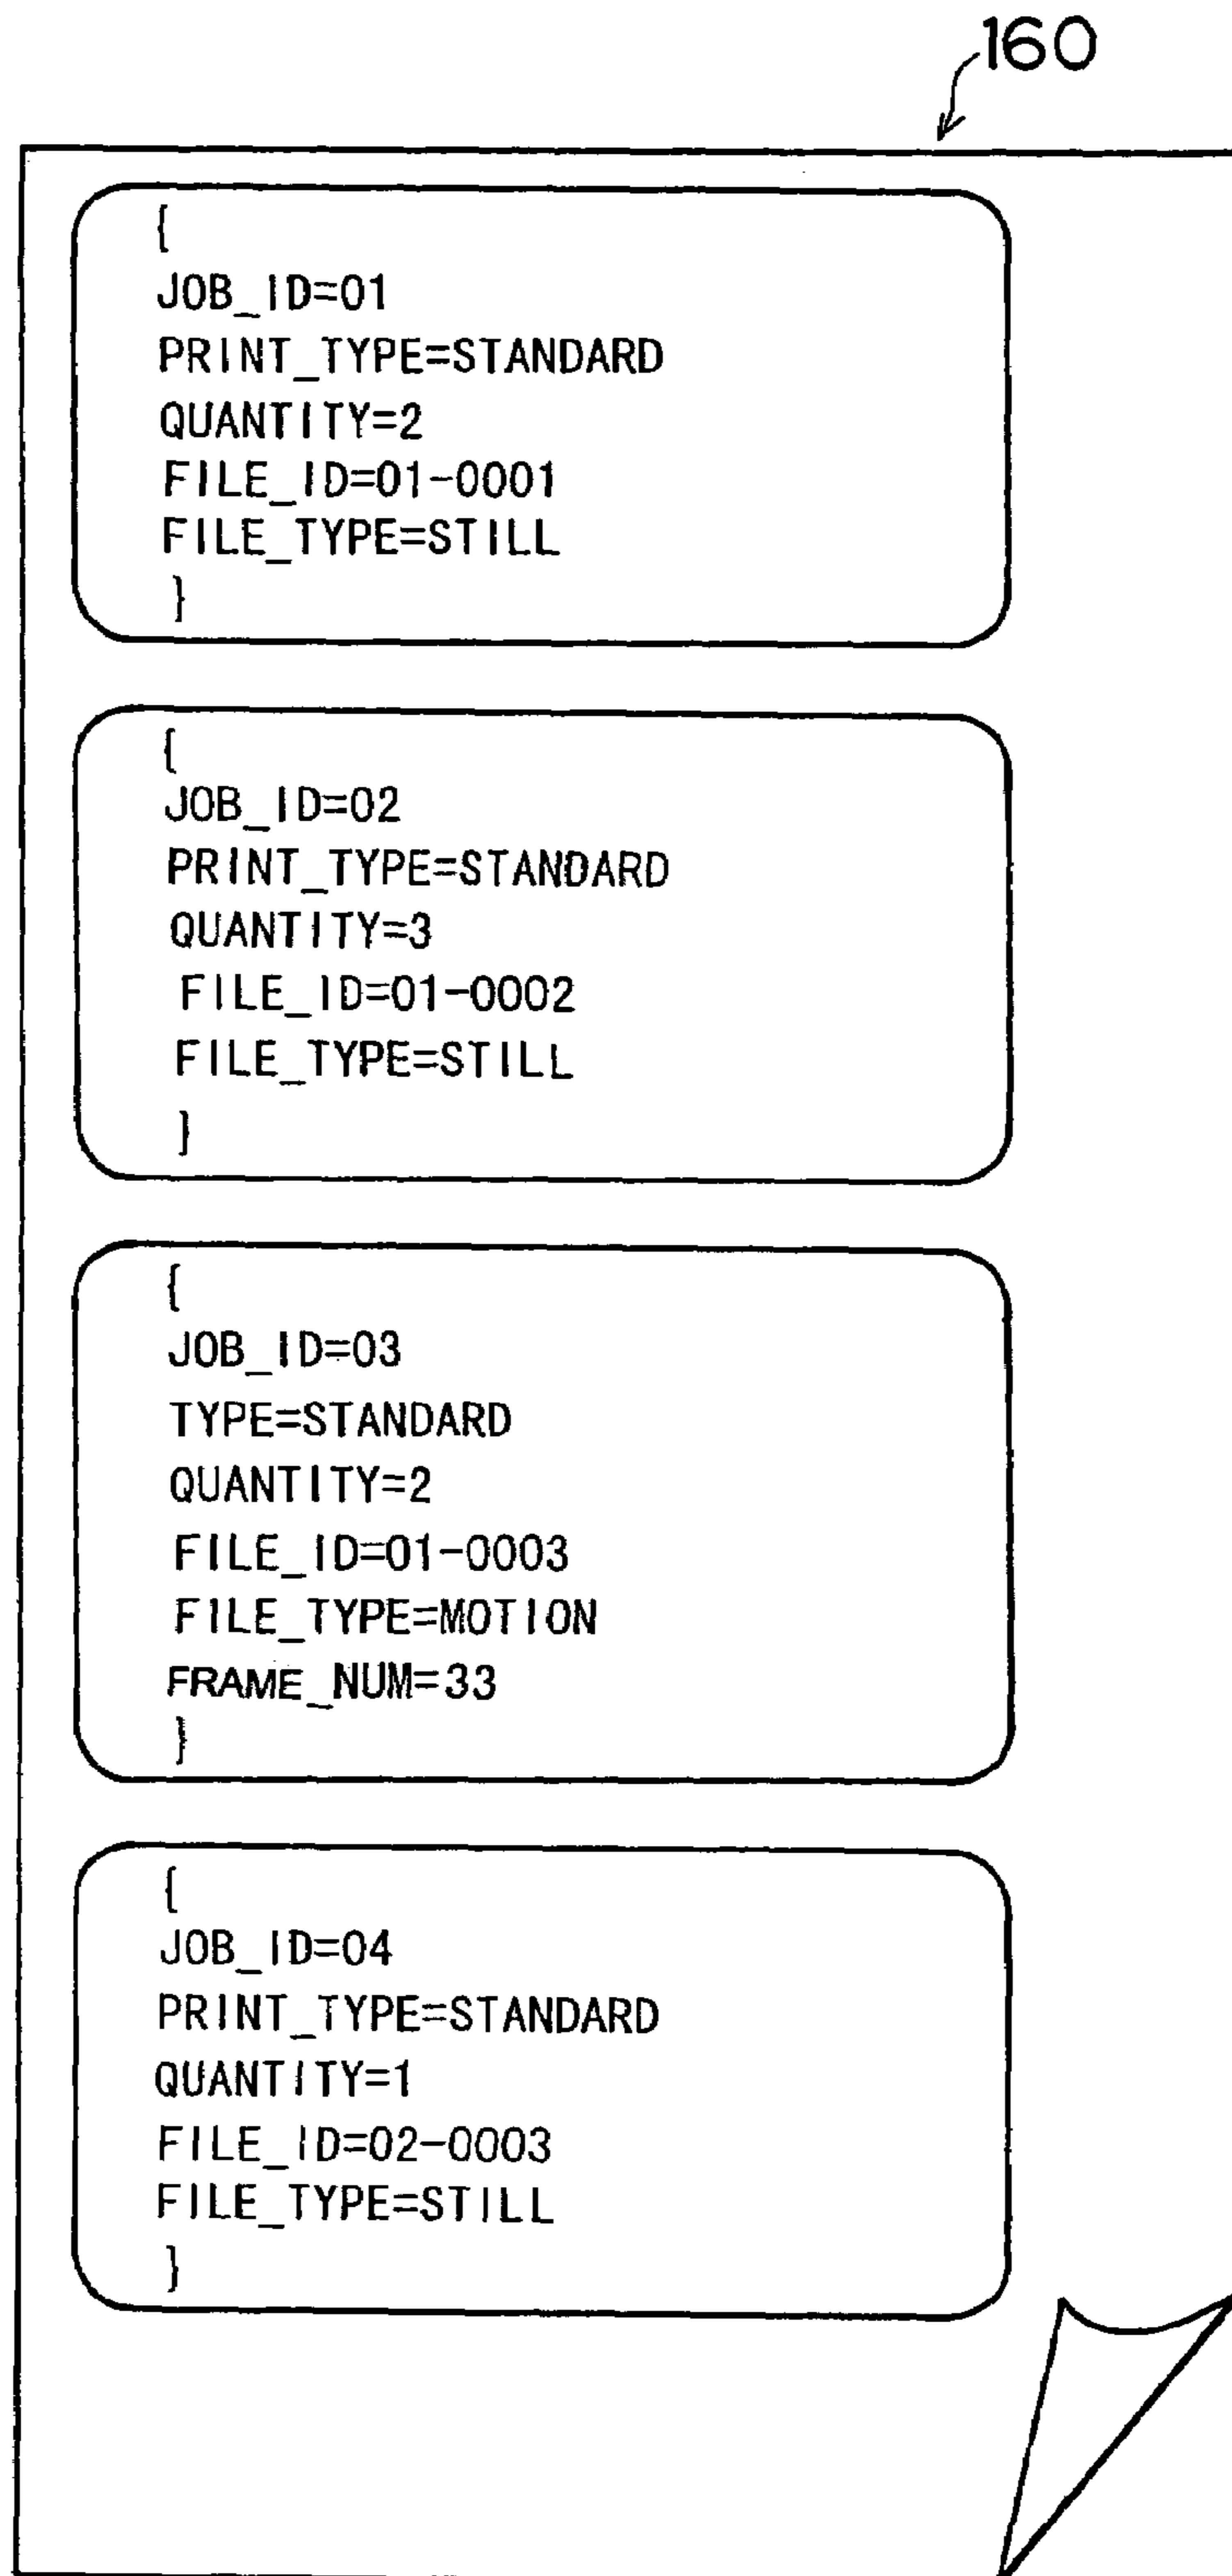 160
{
JOB_ID=01
PRINT_TYPE=STANDARD
QUANTITY=2
FILE_ID=01-0001
FILE_TYPE=STILL
}
{
JOB_ID=02
PRINT_TYPE=STANDARD
QUANTITY=3
FILE_ID=01-0002
FILE_TYPE=STILL
}
{
JOB_ID=03
TYPE=STANDARD
QUANTITY=2
FILE_ID=01-0003
FILE_TYPE=MOTION
FRAME_NUM=33
}
{
JOB_ID=04
PRINT_TYPE=STANDARD
QUANTITY=1
FILE_ID=02-0003
FILE_TYPE=STILL
}